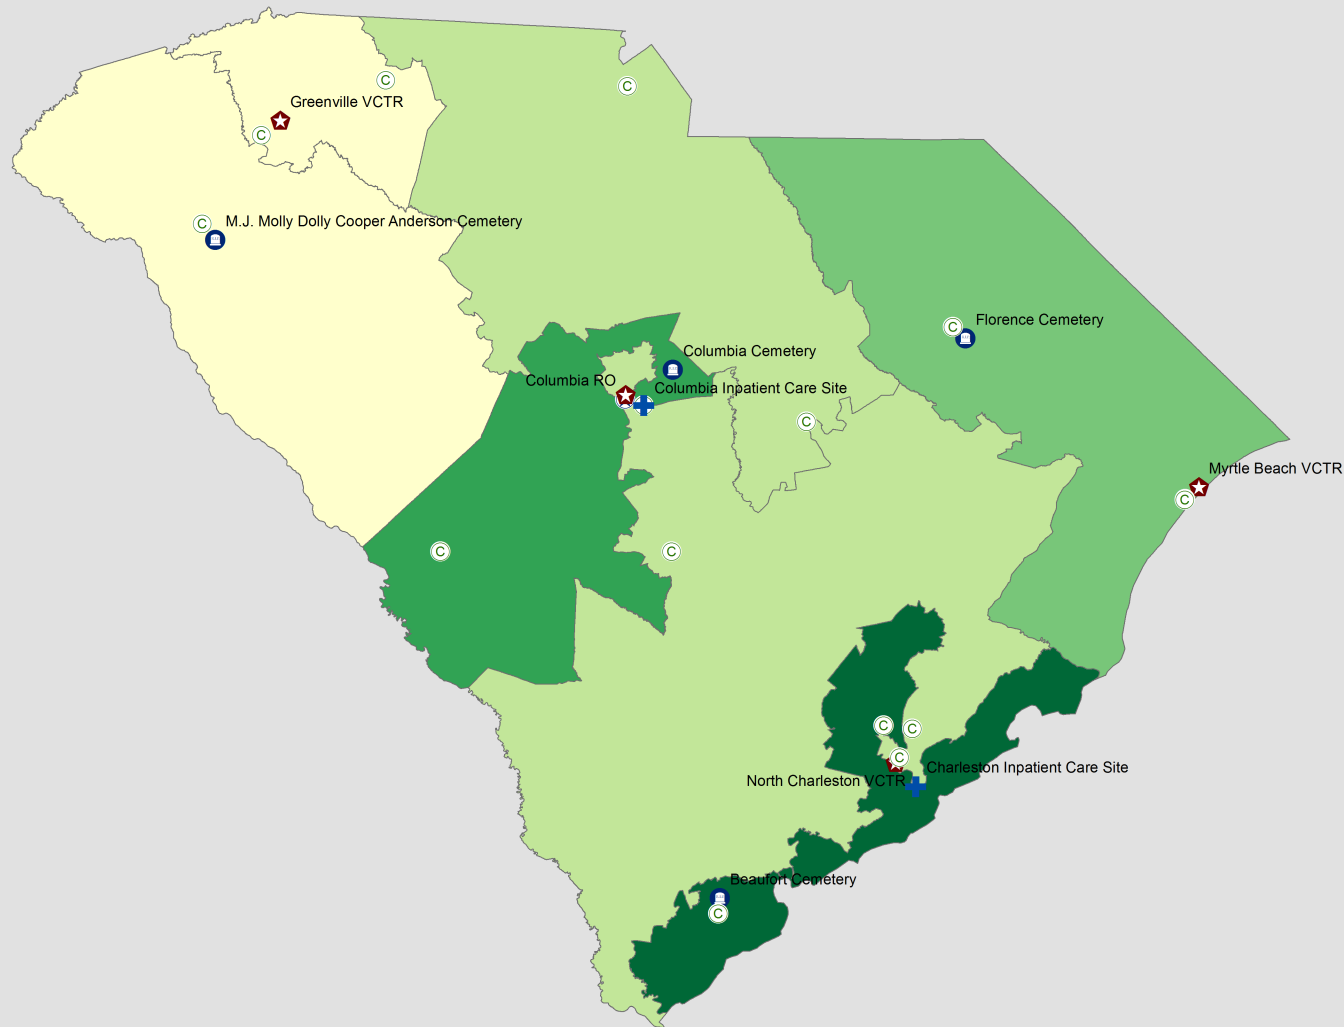 C
C
Greenville VCTR
C
M.J. Molly Dolly Cooper Anderson Cemetery
C
Florence Cemetery
C
Columbia Cemetery
Columbia RO
Columbia Inpatient Care Site
C
Myrtle Beach VCTR
C
C
C
C
C
C
Charleston Inpatient Care Site
North Charleston VCTR
Beaufort Cemetery
C